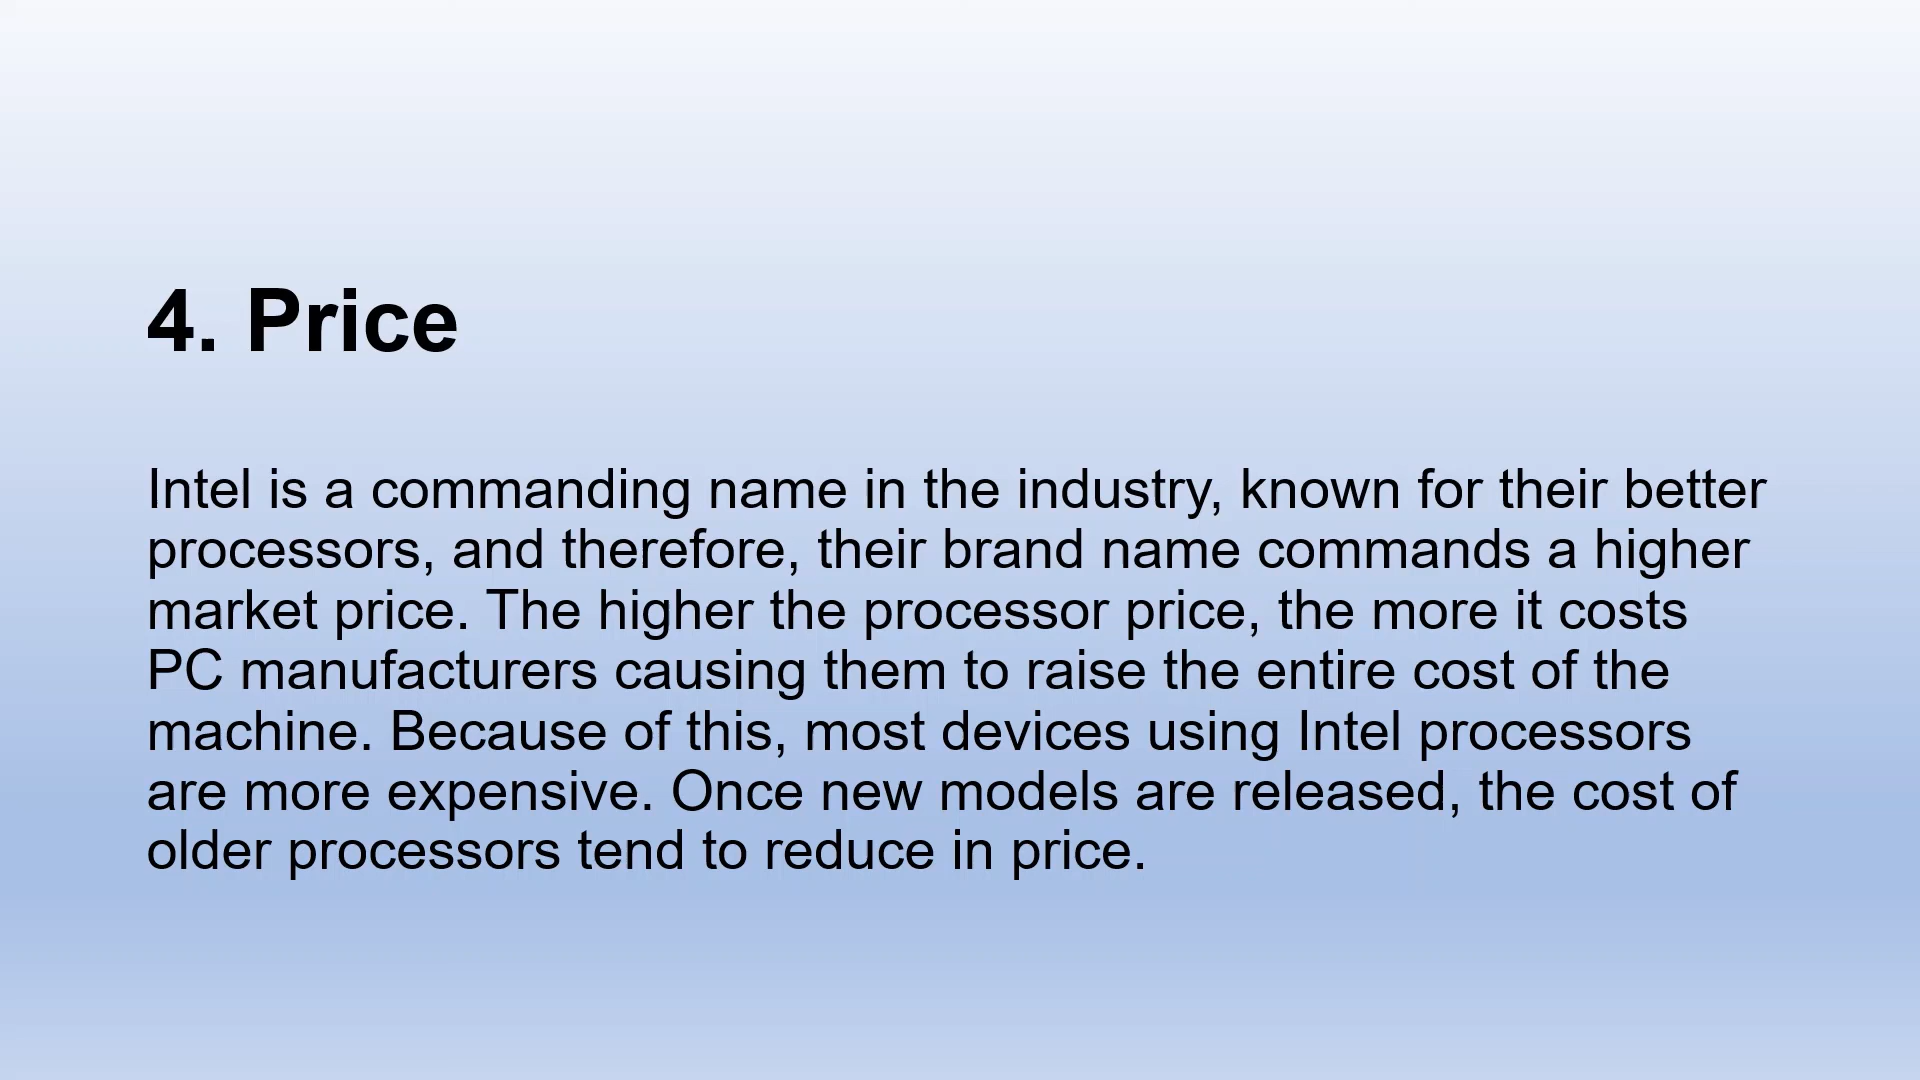 4. Price
Intel is a commanding name in the industry, known for their better
processors, and therefore, their brand name commands a higher
market price. The higher the processor price, the more it costs
PC manufacturers causing them to raise the entire cost of the
machine. Because of this, most devices using Intel processors
are more expensive. Once new models are released, the cost of
older processors tend to reduce in price.